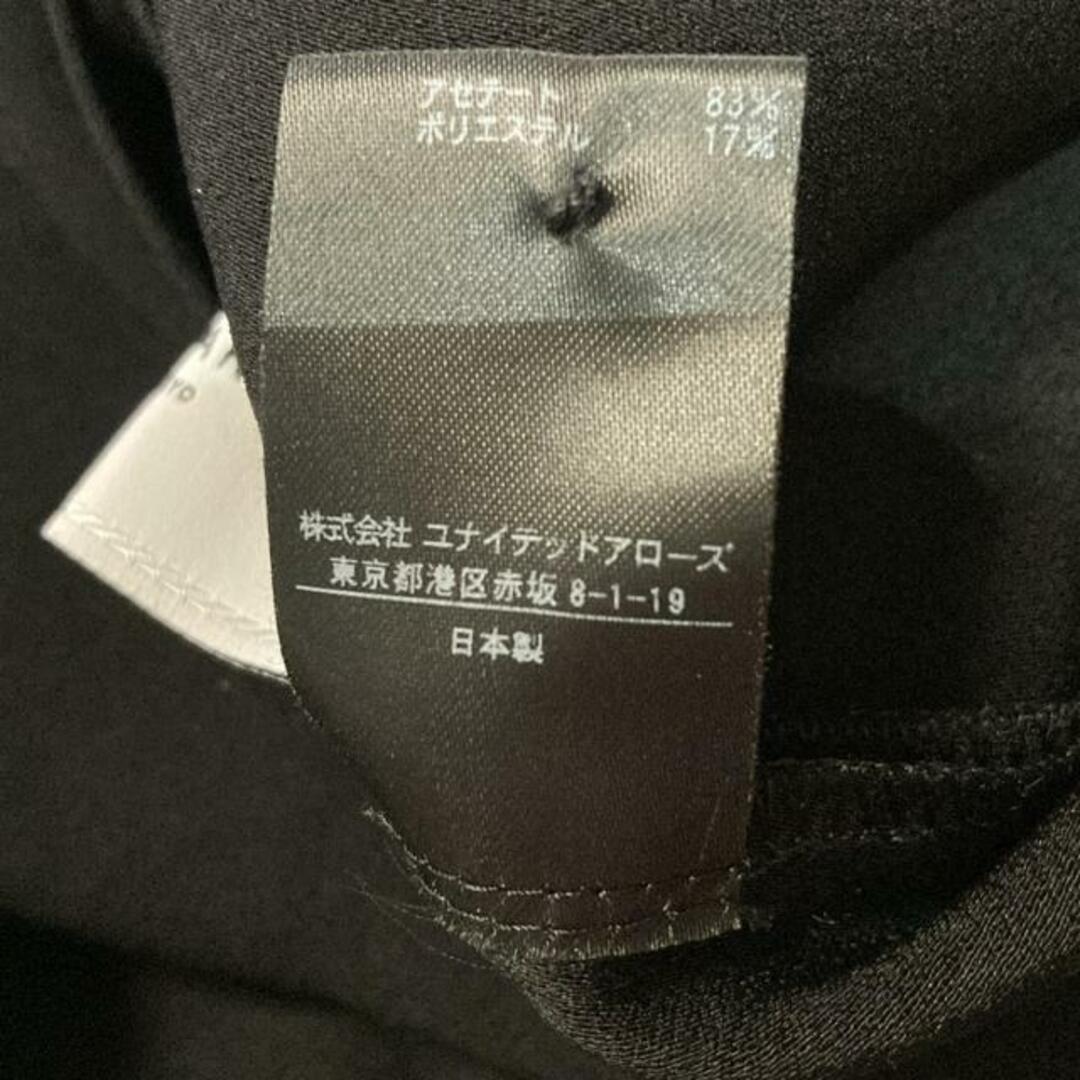 アセテート 83%
ポリエステル 17%
株式会社 ユナイテッドアローズ
東京都港区赤坂 8-1-19
日本製